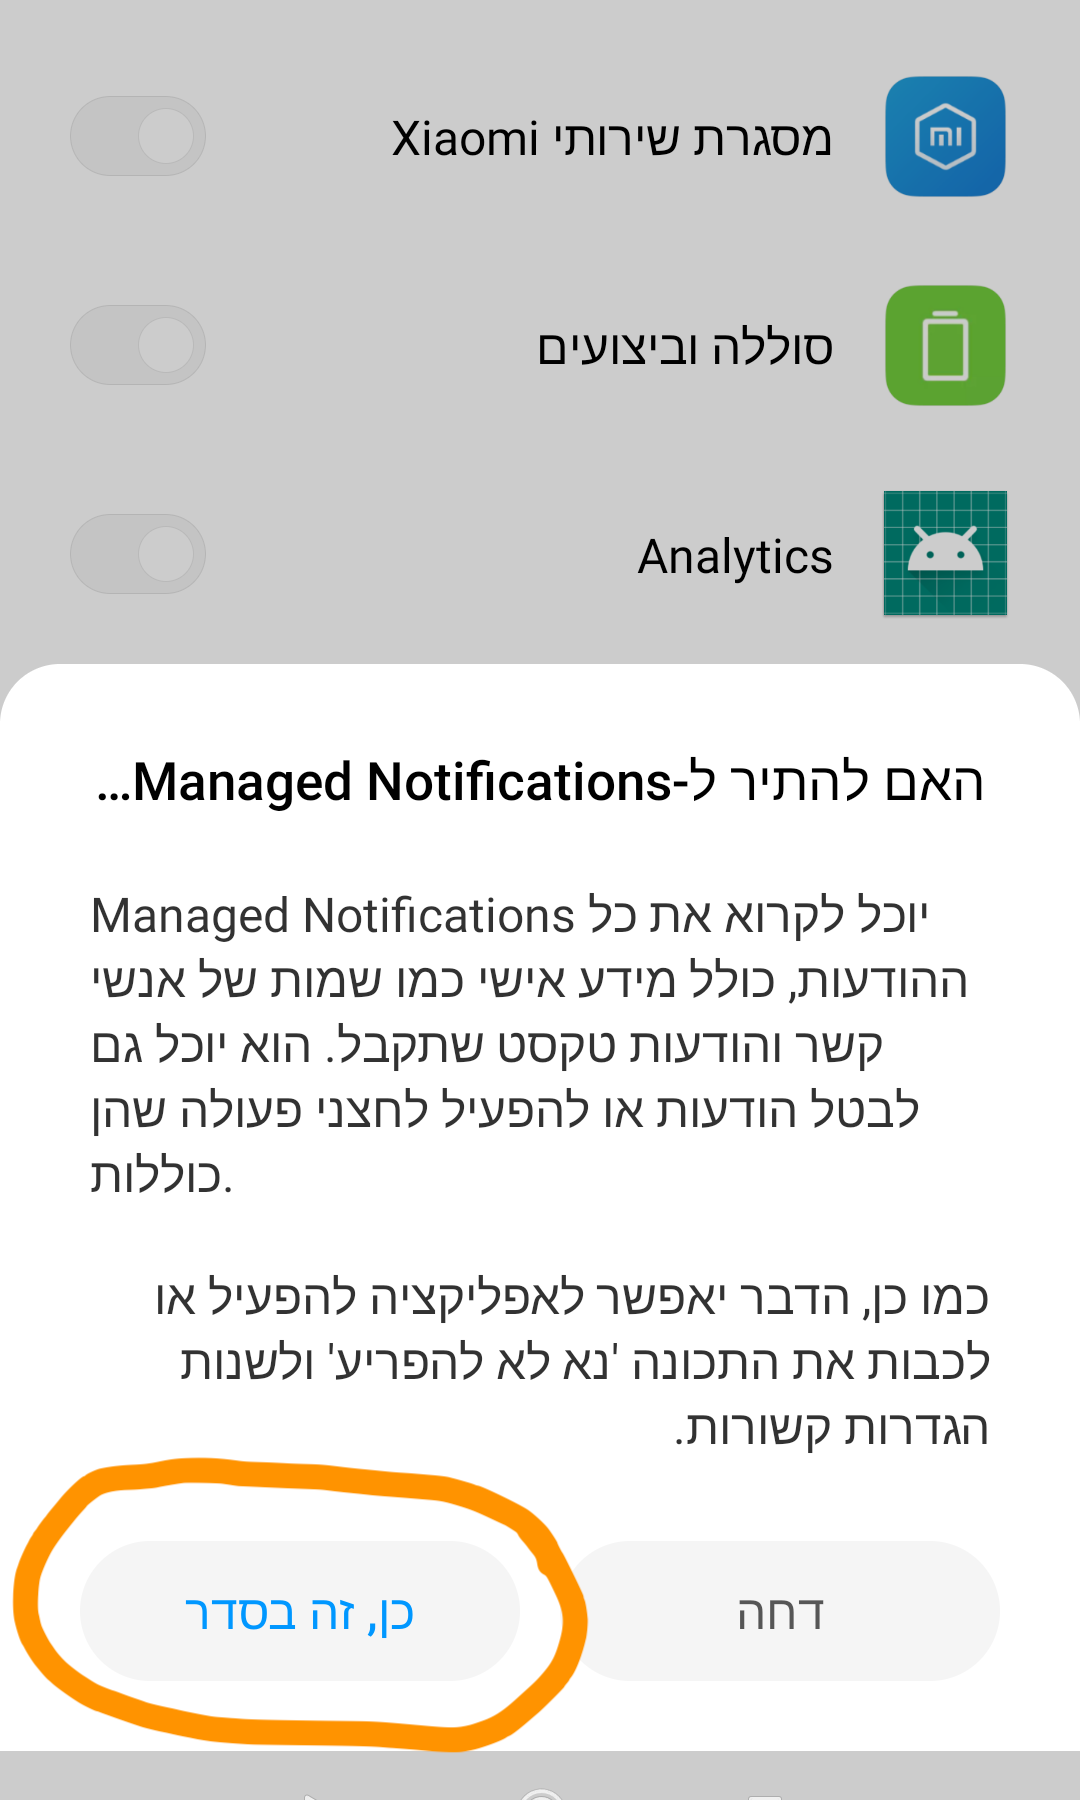 מסגרת שירותי Xiaomi
סוללה וביצועים
Analytics
האם להתיר ל-Managed Notifications...
Managed Notifications יוכל לקרוא את כל
ההודעות, כולל מידע אישי כמו שמות של אנשי
קשר והודעות טקסט שתקבל. הוא יוכל גם
לבטל הודעות או להפעיל לחצני פעולה שהן
כוללות.
כמו כן, הדבר יאפשר לאפליקציה להפעיל או
לכבות את התכונה 'נא לא להפריע' ולשנות
הגדרות קשורות.
דחה
כן, זה בסדר